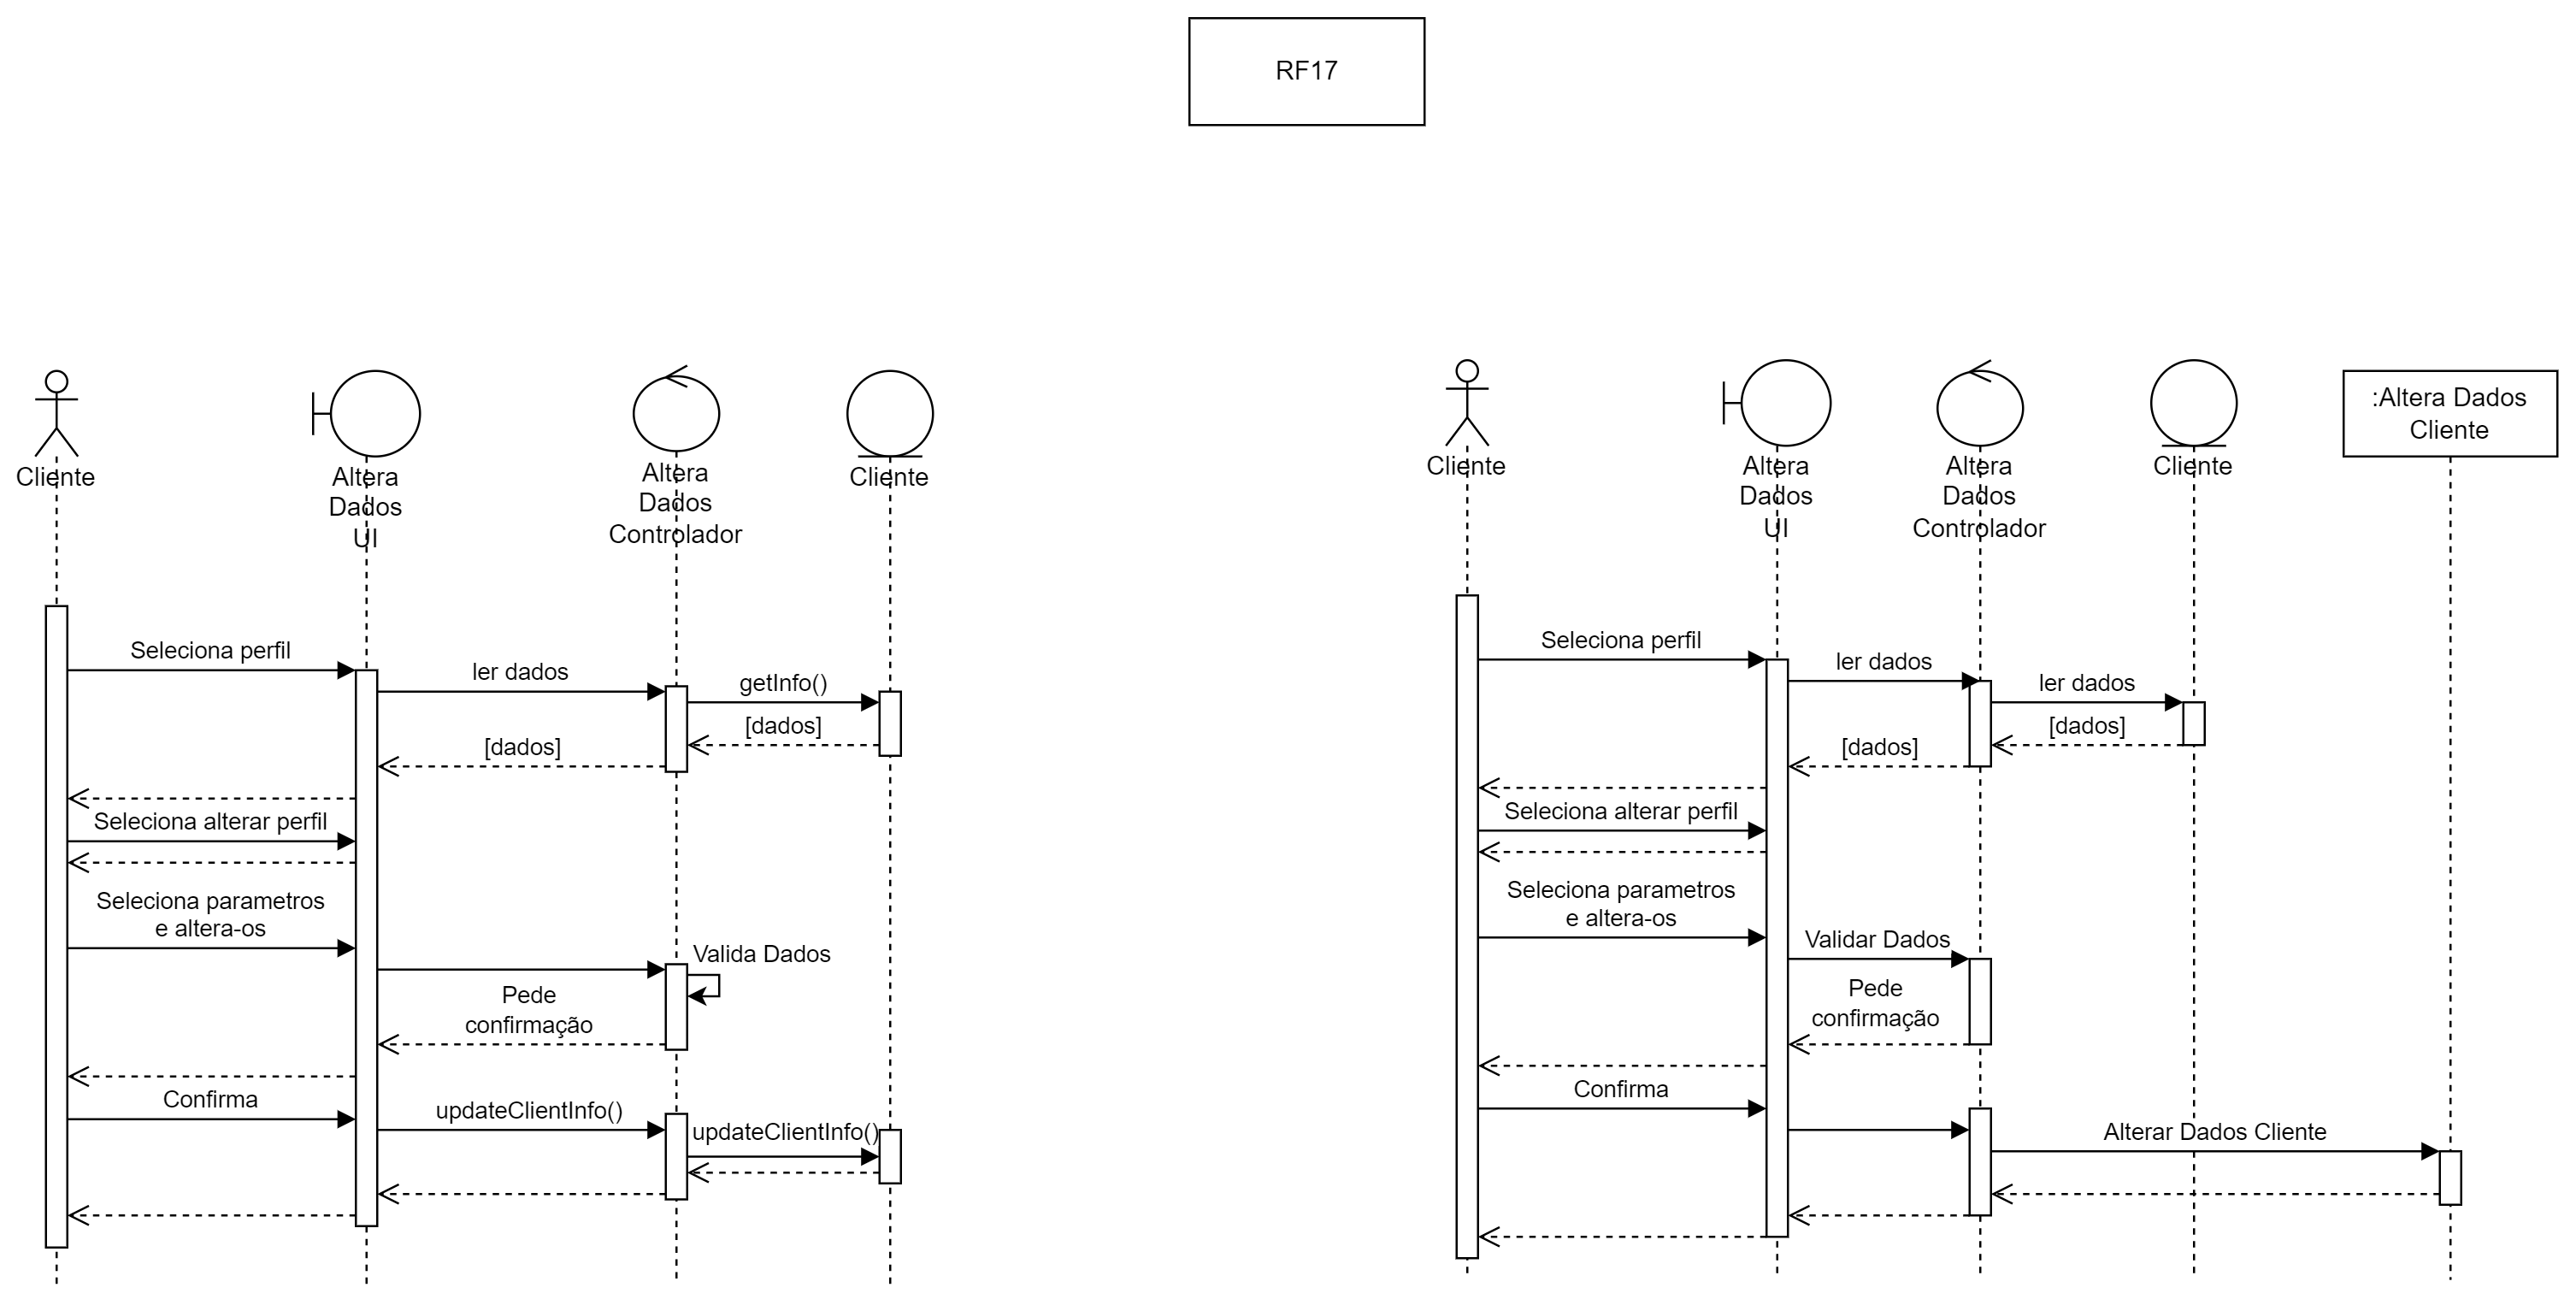 RF17
Cliente
Altera
Dados
UI
Altera
Dados
Controlador
Cliente
Seleciona perfil
ler dados
getInfo()
[dados]
[dados]
Seleciona alterar perfil
Seleciona parametros
e altera-os
Valida Dados
Pede
confirmação
Confirma
updateClientInfo()
updateClientInfo()
Cliente
Altera
Dados
UI
Altera
Dados
Controlador
Cliente
:Altera Dados
Cliente
Seleciona perfil
ler dados
ler dados
[dados]
[dados]
Seleciona alterar perfil
Seleciona parametros
e altera-os
Validar Dados
Pede
confirmação
Confirma
Alterar Dados Cliente